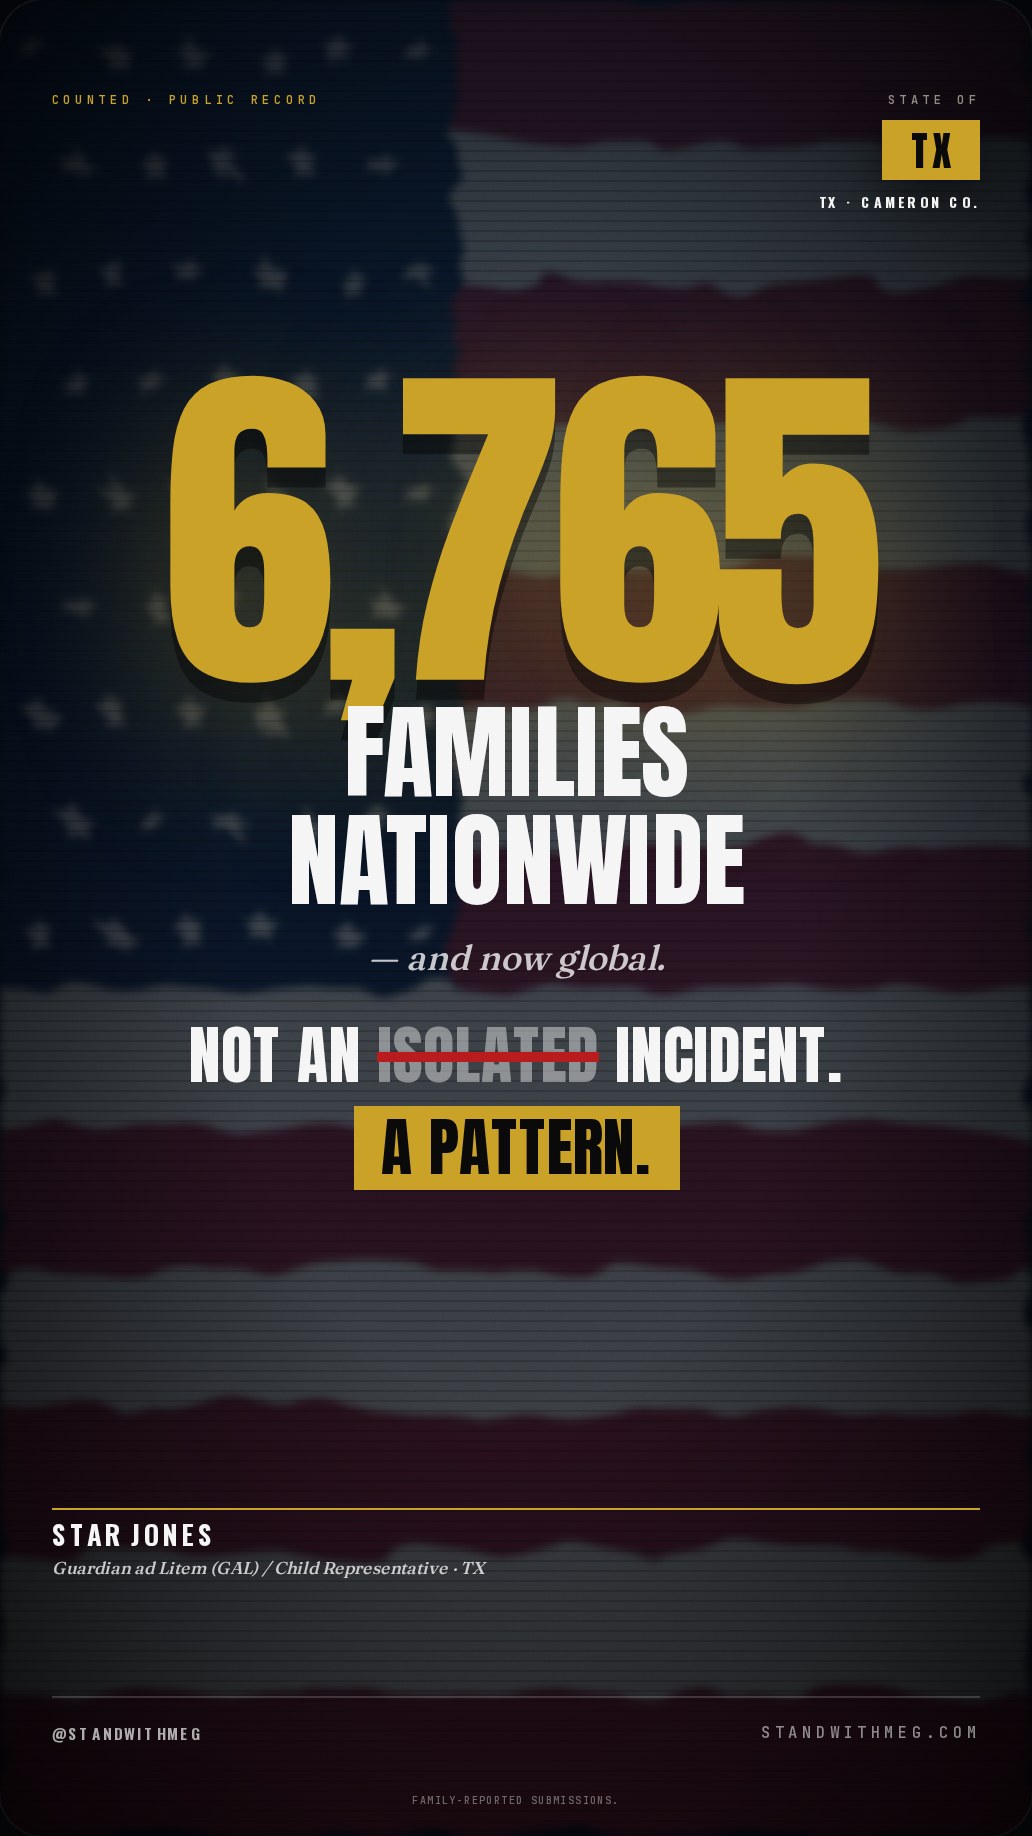 COUNTED · PUBLIC RECORD
STATE OF
TX
TX · CAMERON CO.
6,765
FAMILIES
NATIONWIDE
— and now global.
NOT AN ISOLATED INCIDENT.
A PATTERN.
STAR JONES
Guardian ad Litem (GAL) / Child Representative · TX
@STANDWITHMEG
STANDWITHMEG.COM
FAMILY-REPORTED SUBMISSIONS.